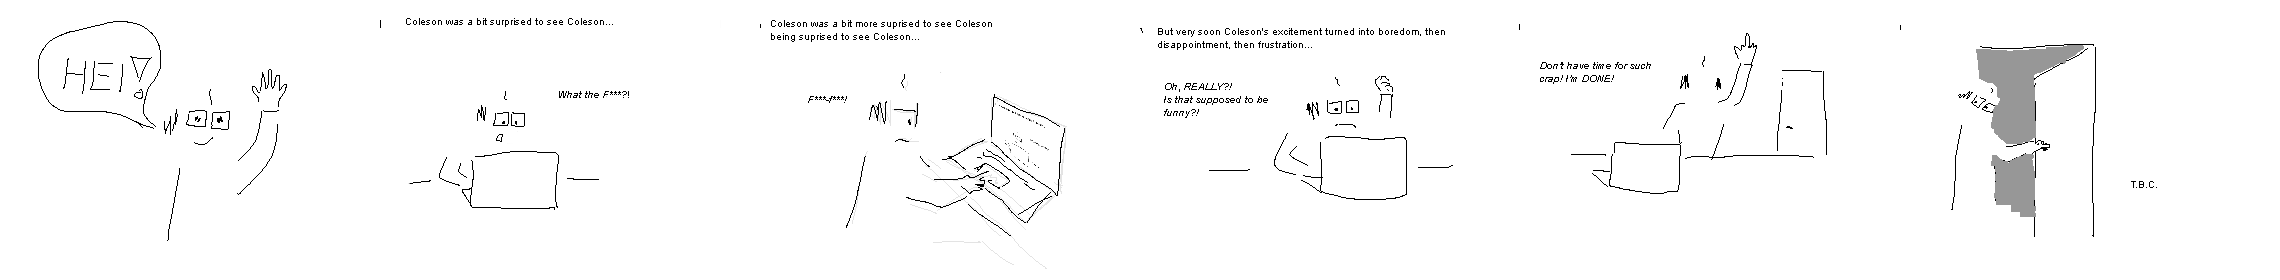 HEI!
Coleson was a bit surprised to see Coleson...
What the F***?!
Coleson was a bit more suprised to see Coleson
being suprised to see Coleson...
F***-f***!
But very soon Coleson's excitement turned into boredom, then
disappointment, then frustration...
Oh, REALLY?!
Is that supposed to be
funny?!
Don't have time for such
crap! I'm DONE!
T.B.C.